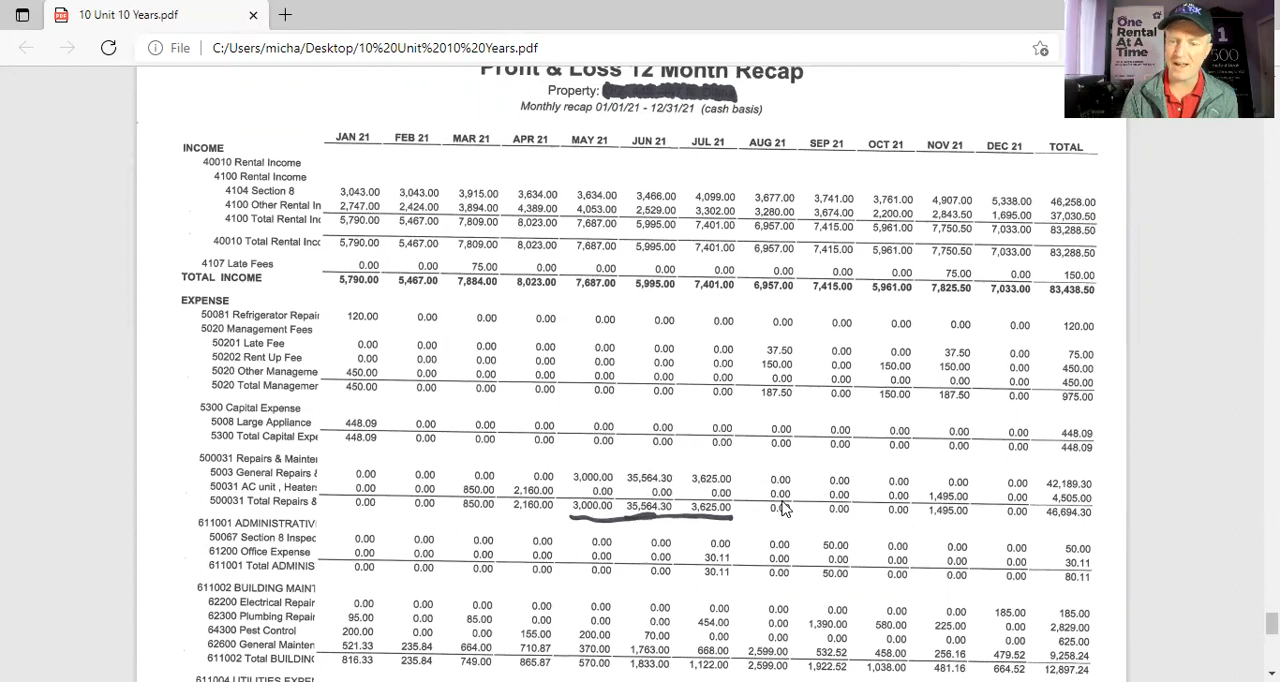 10 Unit 10 Years.pdf
File C:/Users/micha/Desktop/10%20Unit%2010%20Years.pdf
One
Rental
At A
Time
1
500
Profit & Loss 12 Month Recap
Property:
Monthly recap 01/01/21 - 12/31/21 (cash basis)
JAN 21 FEB 21 MAR 21 APR 21 MAY 21 JUN 21 JUL 21 AUG 21 SEP 21 OCT 21 NOV 21 DEC 21 TOTAL
INCOME
40010 Rental Income
4100 Rental Income
4104 Section 8 3,043.00 3,043.00 3,915.00 3,634.00 3,634.00 3,466.00 4,099.00 3,677.00 3,741.00 3,761.00 4,907.00 5,338.00 46,258.00
4100 Other Rental In 2,747.00 2,424.00 3,894.00 4,389.00 4,053.00 2,529.00 3,302.00 3,280.00 3,674.00 2,200.00 2,843.50 1,695.00 37,030.50
4100 Total Rental Inc 5,790.00 5,467.00 7,809.00 8,023.00 7,687.00 5,995.00 7,401.00 6,957.00 7,415.00 5,961.00 7,750.50 7,033.00 83,288.50
40010 Total Rental Inco 5,790.00 5,467.00 7,809.00 8,023.00 7,687.00 5,995.00 7,401.00 6,957.00 7,415.00 5,961.00 7,750.50 7,033.00 83,288.50
4107 Late Fees 0.00 0.00 75.00 0.00 0.00 0.00 0.00 0.00 0.00 0.00 75.00 0.00 150.00
TOTAL INCOME 5,790.00 5,467.00 7,884.00 8,023.00 7,687.00 5,995.00 7,401.00 6,957.00 7,415.00 5,961.00 7,825.50 7,033.00 83,438.50
EXPENSE
50081 Refrigerator Repair 120.00 0.00 0.00 0.00 0.00 0.00 0.00 0.00 0.00 0.00 0.00 0.00 120.00
5020 Management Fees
50201 Late Fee 0.00 0.00 0.00 0.00 0.00 0.00 0.00 37.50 0.00 0.00 37.50 0.00 75.00
50202 Rent Up Fee 0.00 0.00 0.00 0.00 0.00 0.00 0.00 150.00 0.00 150.00 150.00 0.00 450.00
5020 Other Manageme 450.00 0.00 0.00 0.00 0.00 0.00 0.00 0.00 0.00 0.00 0.00 0.00 450.00
5020 Total Managemer 450.00 0.00 0.00 0.00 0.00 0.00 0.00 187.50 0.00 150.00 187.50 0.00 975.00
5300 Capital Expense
5008 Large Appliance 448.09 0.00 0.00 0.00 0.00 0.00 0.00 0.00 0.00 0.00 0.00 0.00 448.09
5300 Total Capital Expe 448.09 0.00 0.00 0.00 0.00 0.00 0.00 0.00 0.00 0.00 0.00 0.00 448.09
500031 Repairs & Mainter
5003 General Repairs & 0.00 0.00 0.00 0.00 3,000.00 35,564.30 3,625.00 0.00 0.00 0.00 0.00 0.00 42,189.30
50031 AC unit , Heaters 0.00 0.00 850.00 2,160.00 0.00 0.00 0.00 0.00 0.00 0.00 1,495.00 0.00 4,505.00
500031 Total Repairs & 0.00 0.00 850.00 2,160.00 3,000.00 35,564.30 3,625.00 0.00 0.00 1,495.00 0.00 46,694.30
611001 ADMINISTRATIV
50067 Section 8 Inspec 0.00 0.00 0.00 0.00 0.00 0.00 0.00 0.00 50.00 0.00 0.00 0.00 50.00
61200 Office Expense 0.00 0.00 0.00 0.00 0.00 0.00 30.11 0.00 0.00 0.00 0.00 0.00 30.11
611001 Total ADMINIS 0.00 0.00 0.00 0.00 0.00 0.00 30.11 0.00 50.00 0.00 0.00 0.00 80.11
611002 BUILDING MAINT
62200 Electrical Repair 0.00 0.00 0.00 0.00 0.00 0.00 0.00 0.00 0.00 0.00 0.00 185.00 185.00
62300 Plumbing Repair 95.00 0.00 85.00 0.00 0.00 0.00 454.00 0.00 1,390.00 580.00 225.00 0.00 2,829.00
64300 Pest Control 200.00 0.00 0.00 155.00 200.00 70.00 0.00 0.00 0.00 0.00 0.00 0.00 625.00
62600 General Mainten 521.33 235.84 664.00 710.87 370.00 1,763.00 668.00 2,599.00 532.52 458.00 256.16 479.52 9,258.24
611002 Total BUILDING 816.33 235.84 749.00 865.87 570.00 1,833.00 1,122.00 2,599.00 1,922.52 1,038.00 481.16 664.52 12,897.24
611004 UTILITIES EXPE